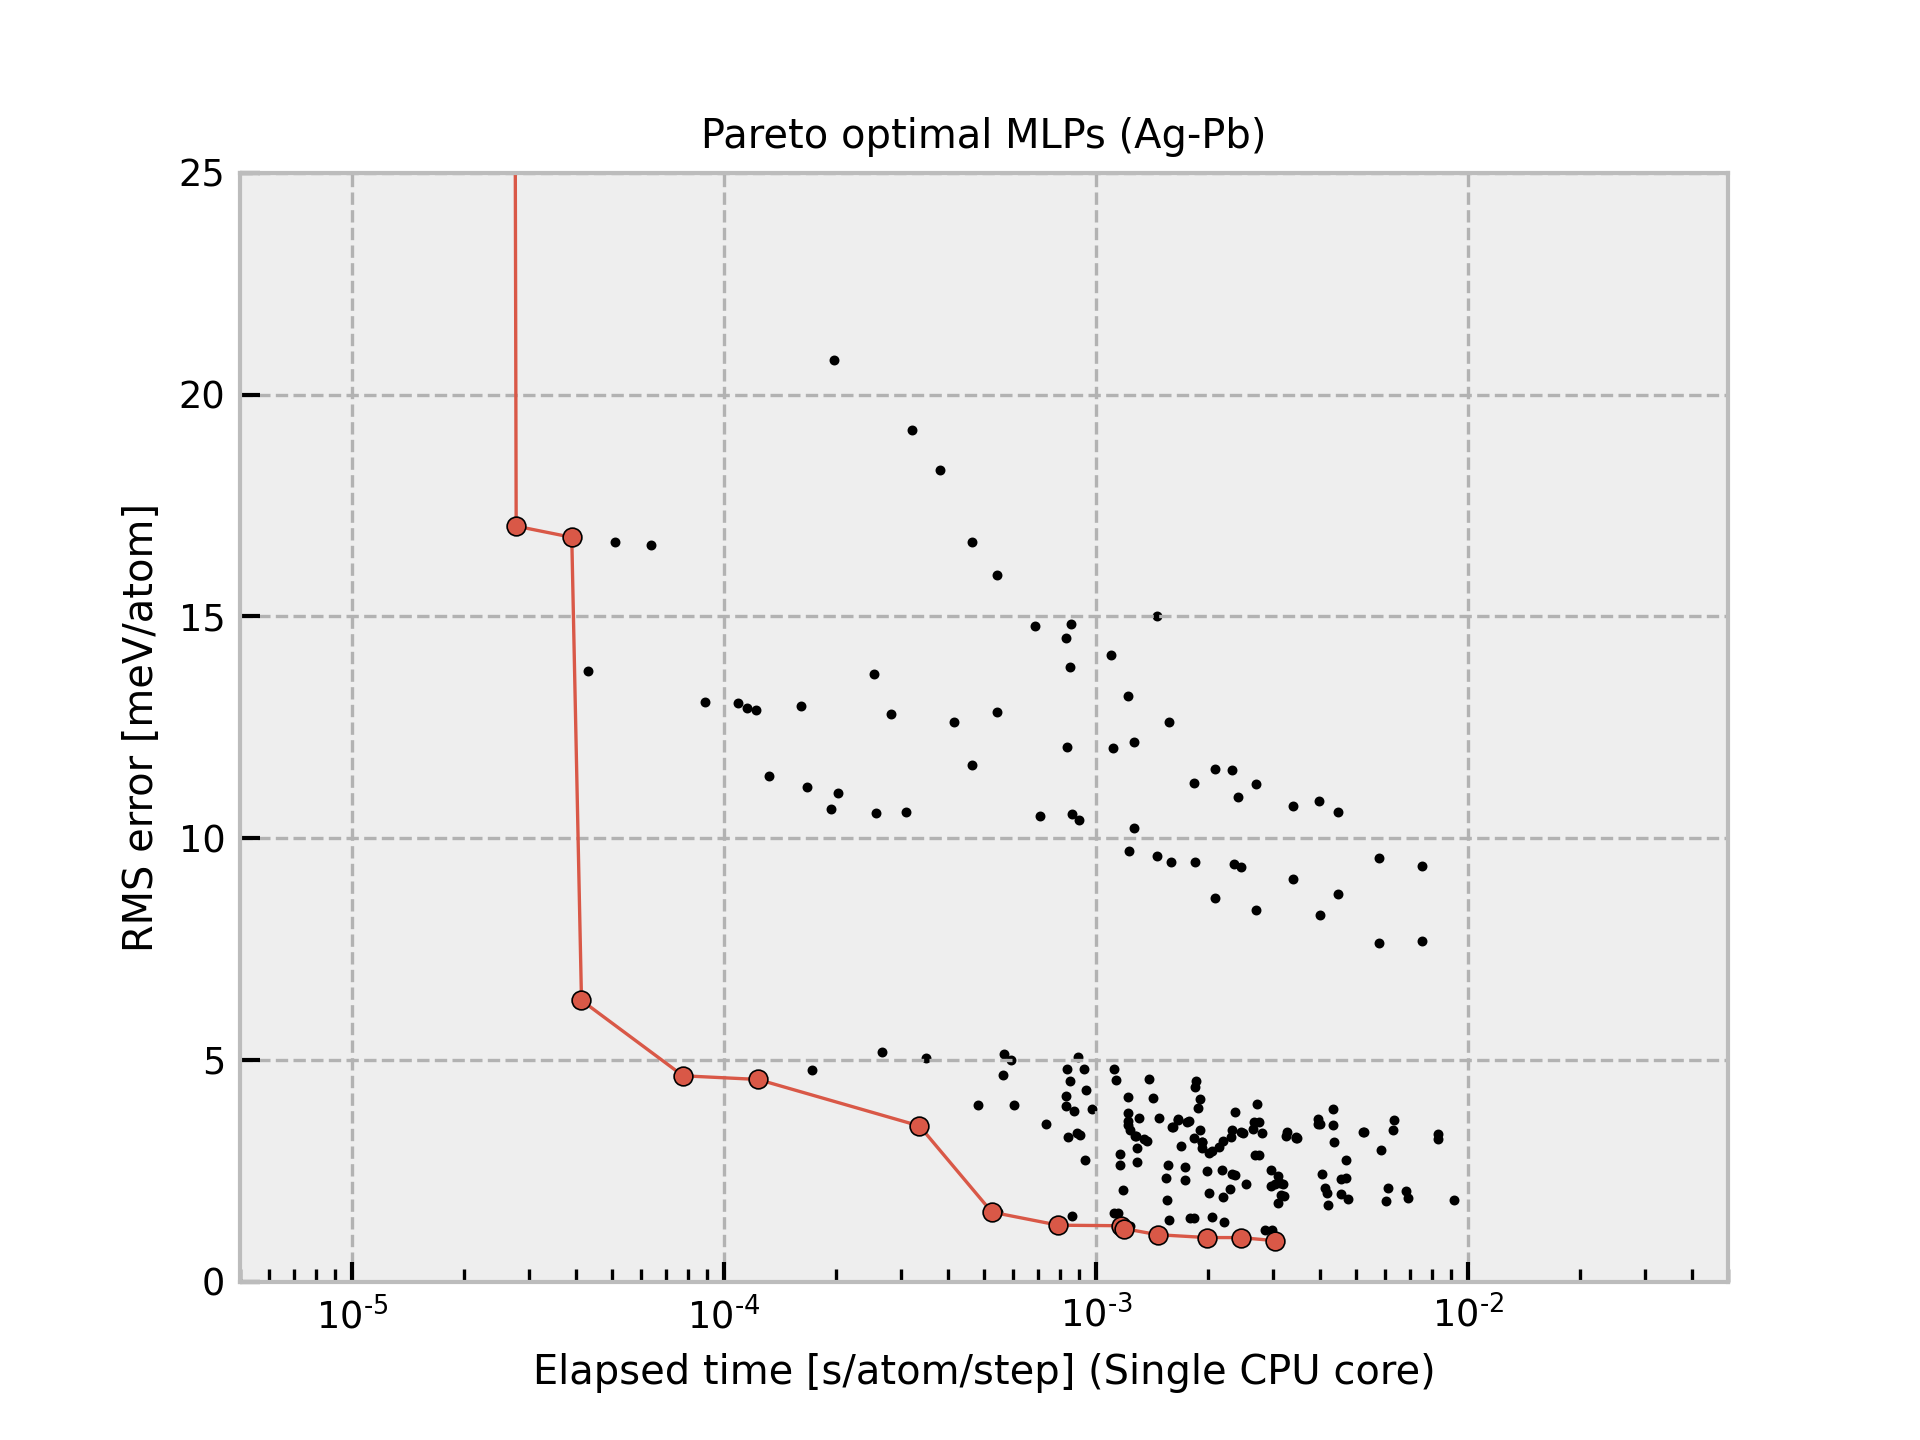 Pareto optimal MLPs (Ag-Pb)
25
20
15
10
5
0
RMS error [meV/atom]
10^-5 10^-4 10^-3 10^-2
Elapsed time [s/atom/step] (Single CPU core)